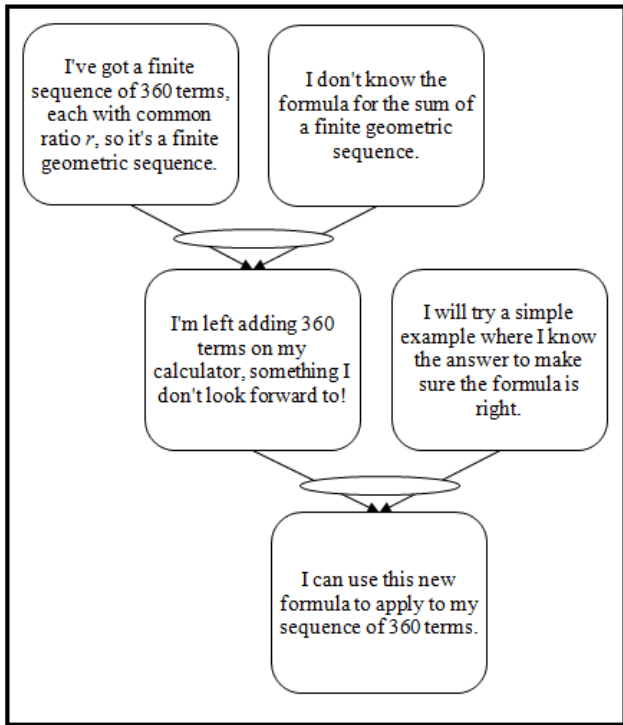 I've got a finite
sequence of 360 terms,
each with common
ratio r, so it's a finite
geometric sequence.
I don't know the
formula for the sum of
a finite geometric
sequence.
I'm left adding 360
terms on my
calculator, something I
don't look forward to!
I will try a simple
example where I know
the answer to make
sure the formula is
right.
I can use this new
formula to apply to my
sequence of 360 terms.